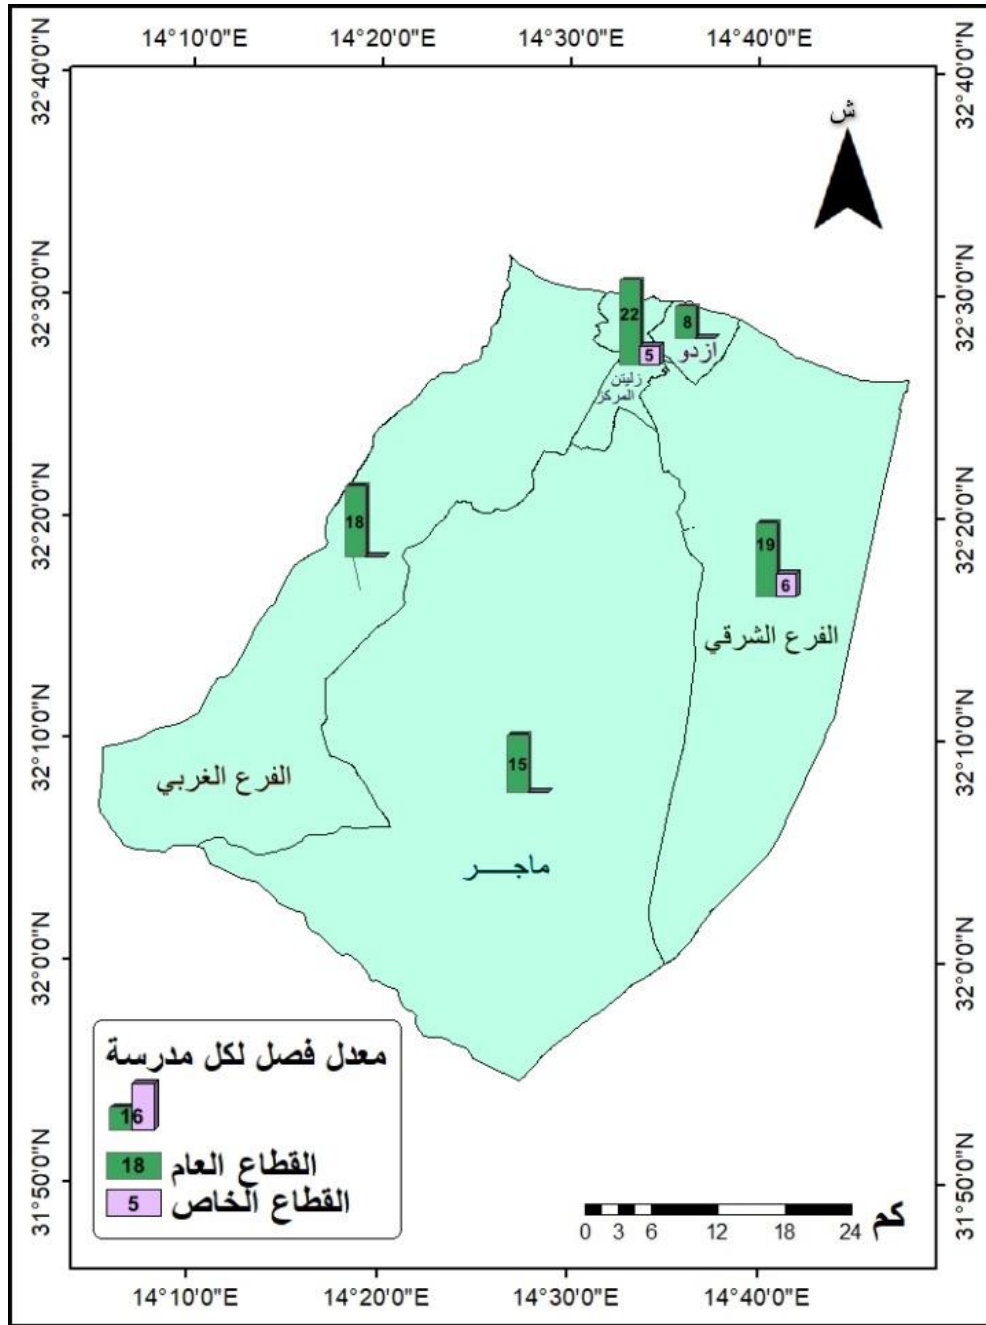 14°10'0"E 14°20'0"E 14°30'0"E 14°40'0"E
32°40'0"N 32°40'0"N
ش
32°30'0"N 32°30'0"N
22 8
5 ازدو
زليتن
المركز
32°20'0"N 32°20'0"N
18 19
6
الفرع الشرقي
32°10'0"N 32°10'0"N
15
الفرع الغربي
ماجـــر
32°0'0"N 32°0'0"N
معدل فصل لكل مدرسة
16
18 القطاع العام
5 القطاع الخاص
31°50'0"N 31°50'0"N
كم
0 3 6 12 18 24
14°10'0"E 14°20'0"E 14°30'0"E 14°40'0"E